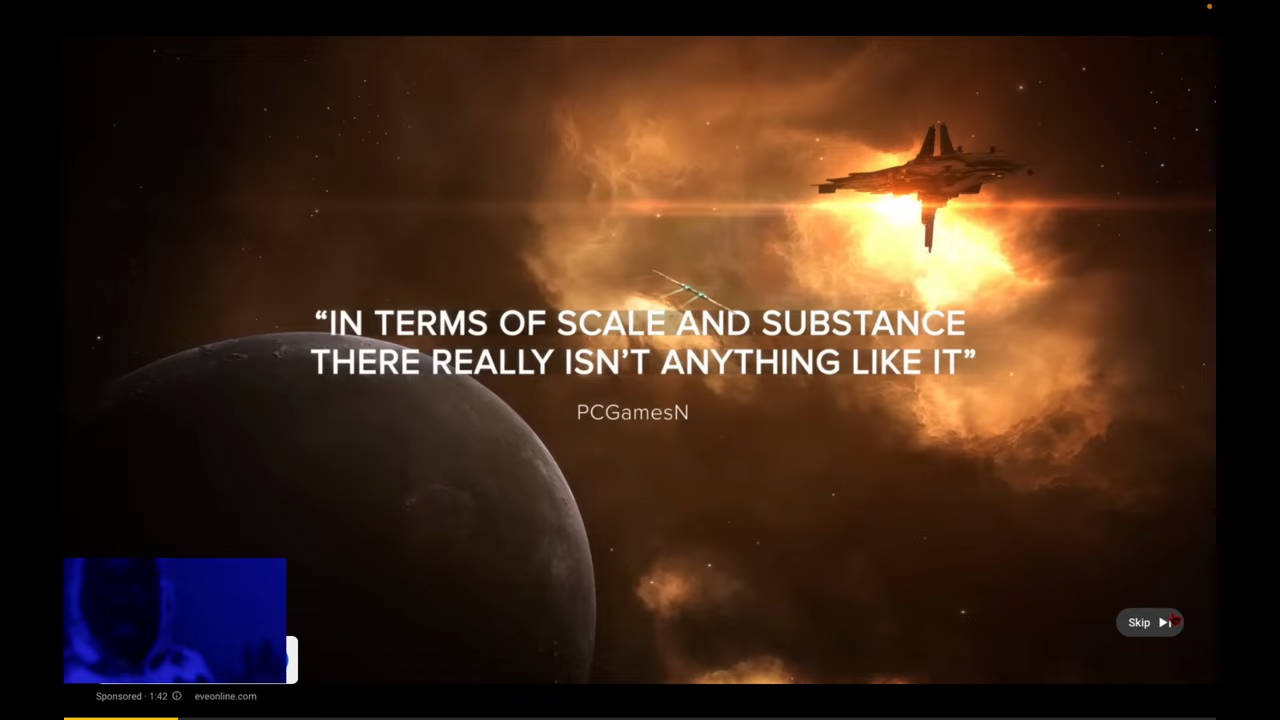 “IN TERMS OF SCALE AND SUBSTANCE
THERE REALLY ISN’T ANYTHING LIKE IT”
PCGamesN
Skip
Sponsored · 1:42 eveonline.com